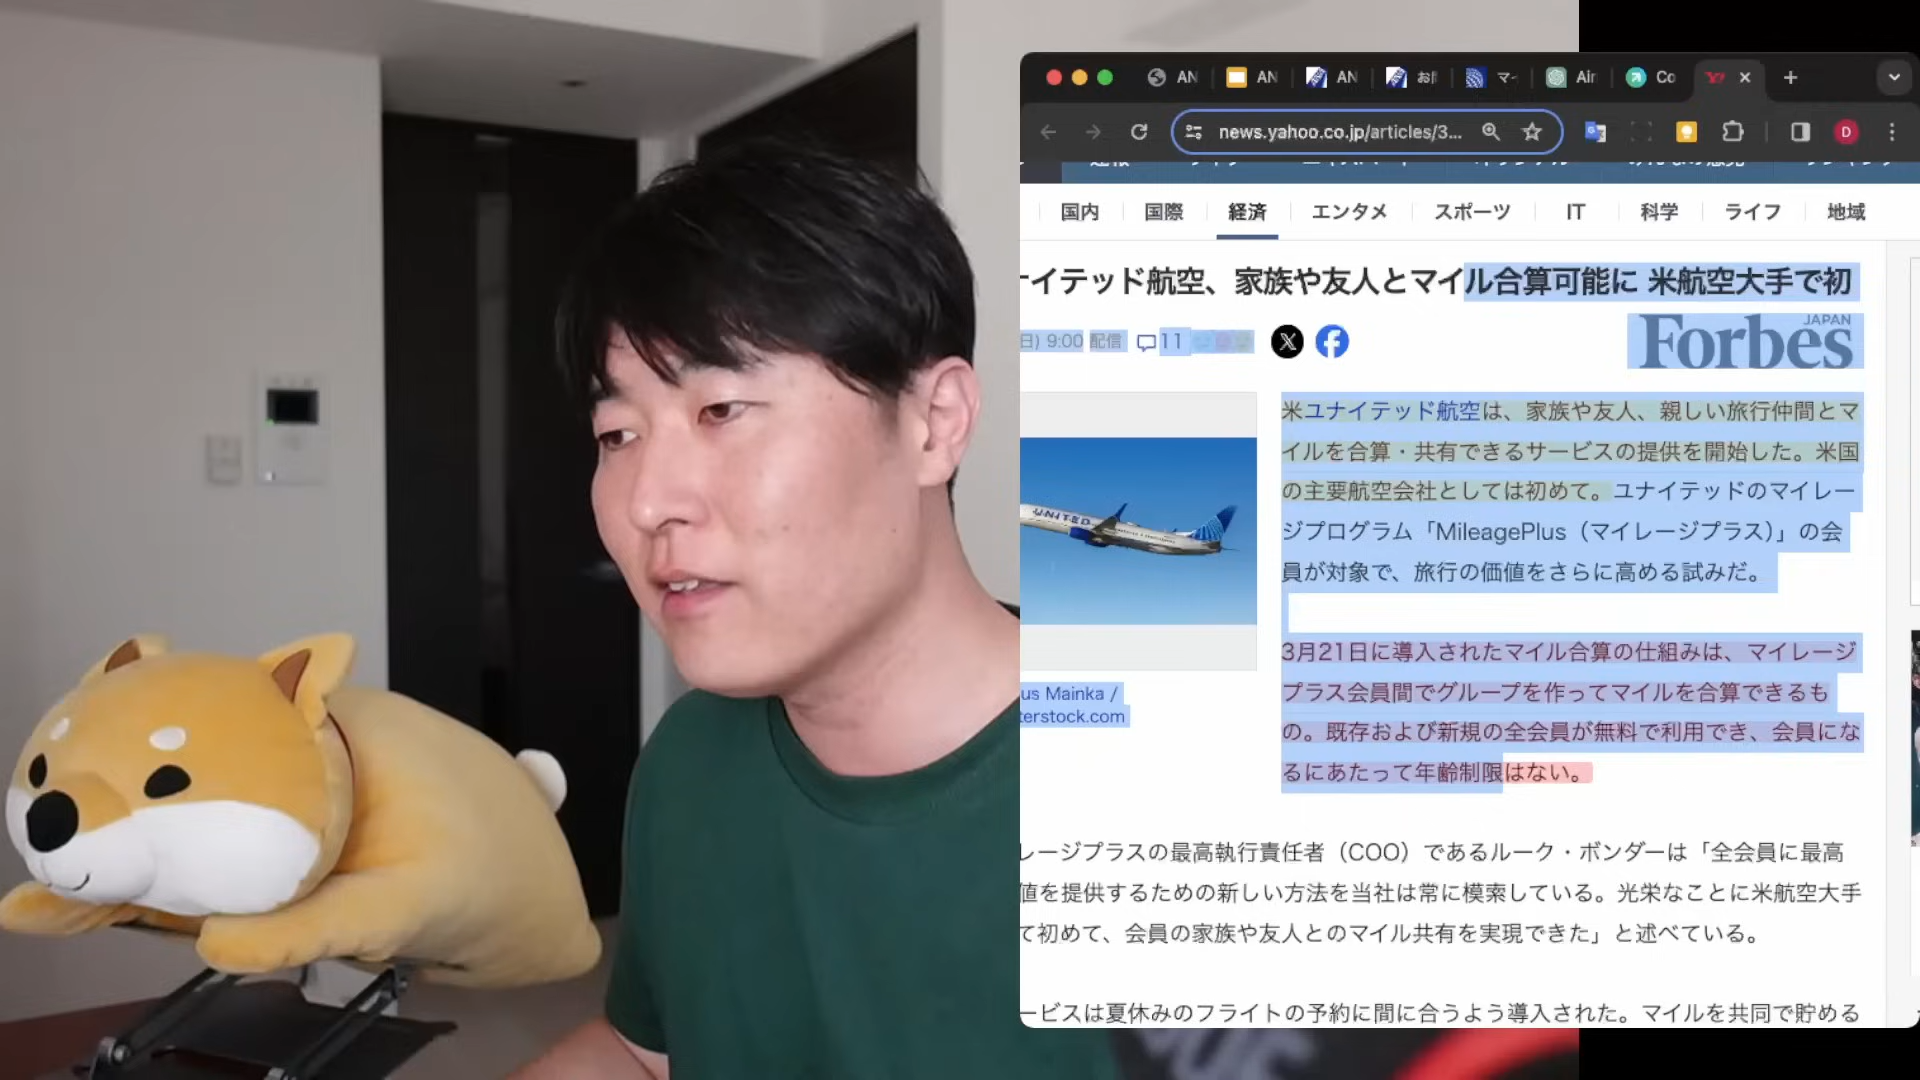 AN
AN
AN
お
マ
Air
Co
news.yahoo.co.jp/articles/3...
D
国内
国際
経済
エンタメ
スポーツ
IT
科学
ライフ
地域
イテッド航空、家族や友人とマイル合算可能に 米航空大手で初
日) 9:00 配信
11
Forbes
JAPAN
米ユナイテッド航空は、家族や友人、親しい旅行仲間とマ
イルを合算・共有できるサービスの提供を開始した。米国
の主要航空会社としては初めて。ユナイテッドのマイレー
ジプログラム「MileagePlus（マイレージプラス）」の会
員が対象で、旅行の価値をさらに高める試みだ。
UNITED
3月21日に導入されたマイル合算の仕組みは、マイレージ
プラス会員間でグループを作ってマイルを合算できるも
の。既存および新規の全会員が無料で利用でき、会員にな
るにあたって年齢制限はない。
us Mainka /
terstock.com
レージプラスの最高執行責任者（COO）であるルーク・ボンダーは「全会員に最高
値を提供するための新しい方法を当社は常に模索している。光栄なことに米航空大手
て初めて、会員の家族や友人とのマイル共有を実現できた」と述べている。
ービスは夏休みのフライトの予約に間に合うよう導入された。マイルを共同で貯める